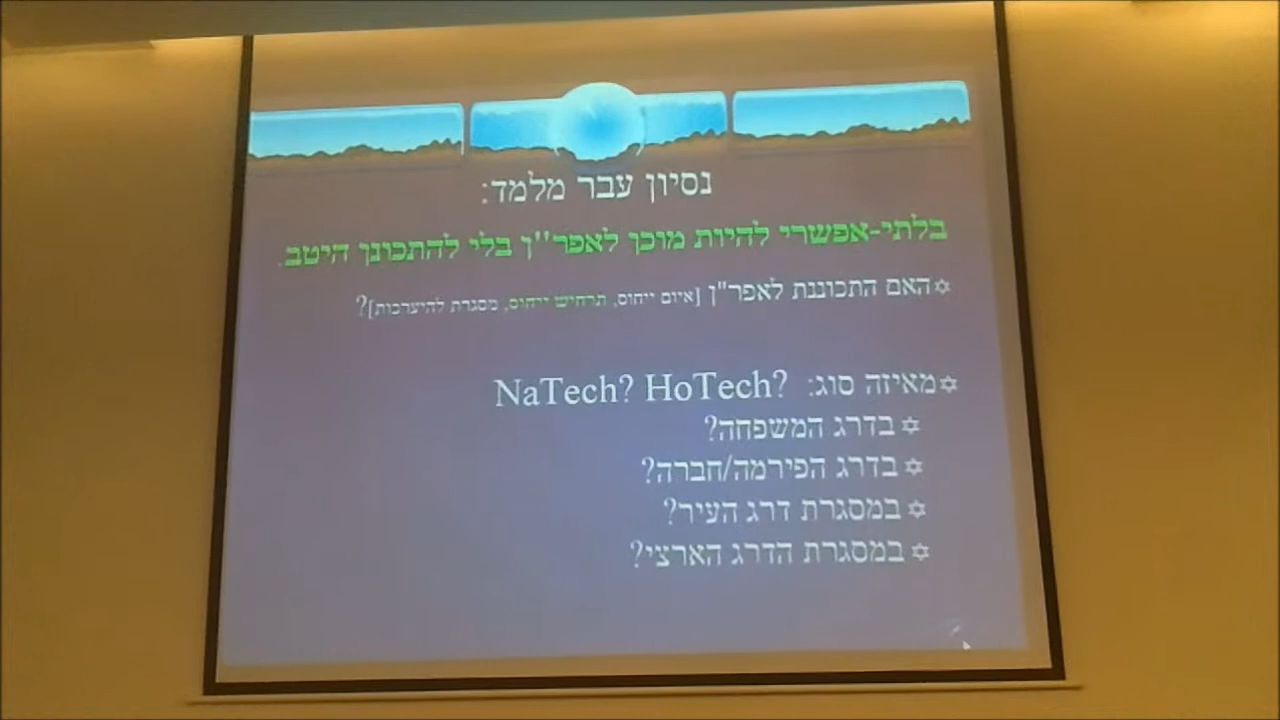 נסיון עבר מלמד:
בלתי-אפשרי להיות מוכן לאפר''ן בלי להתכונן היטב.
האם התכוננת לאפר"ן [איום ייחוס, תרחיש ייחוס, מסגרת להיערכות]?
מאיזה סוג: NaTech? HoTech?
בדרג המשפחה?
בדרג הפירמה/חברה?
במסגרת דרג העיר?
במסגרת הדרג הארצי?